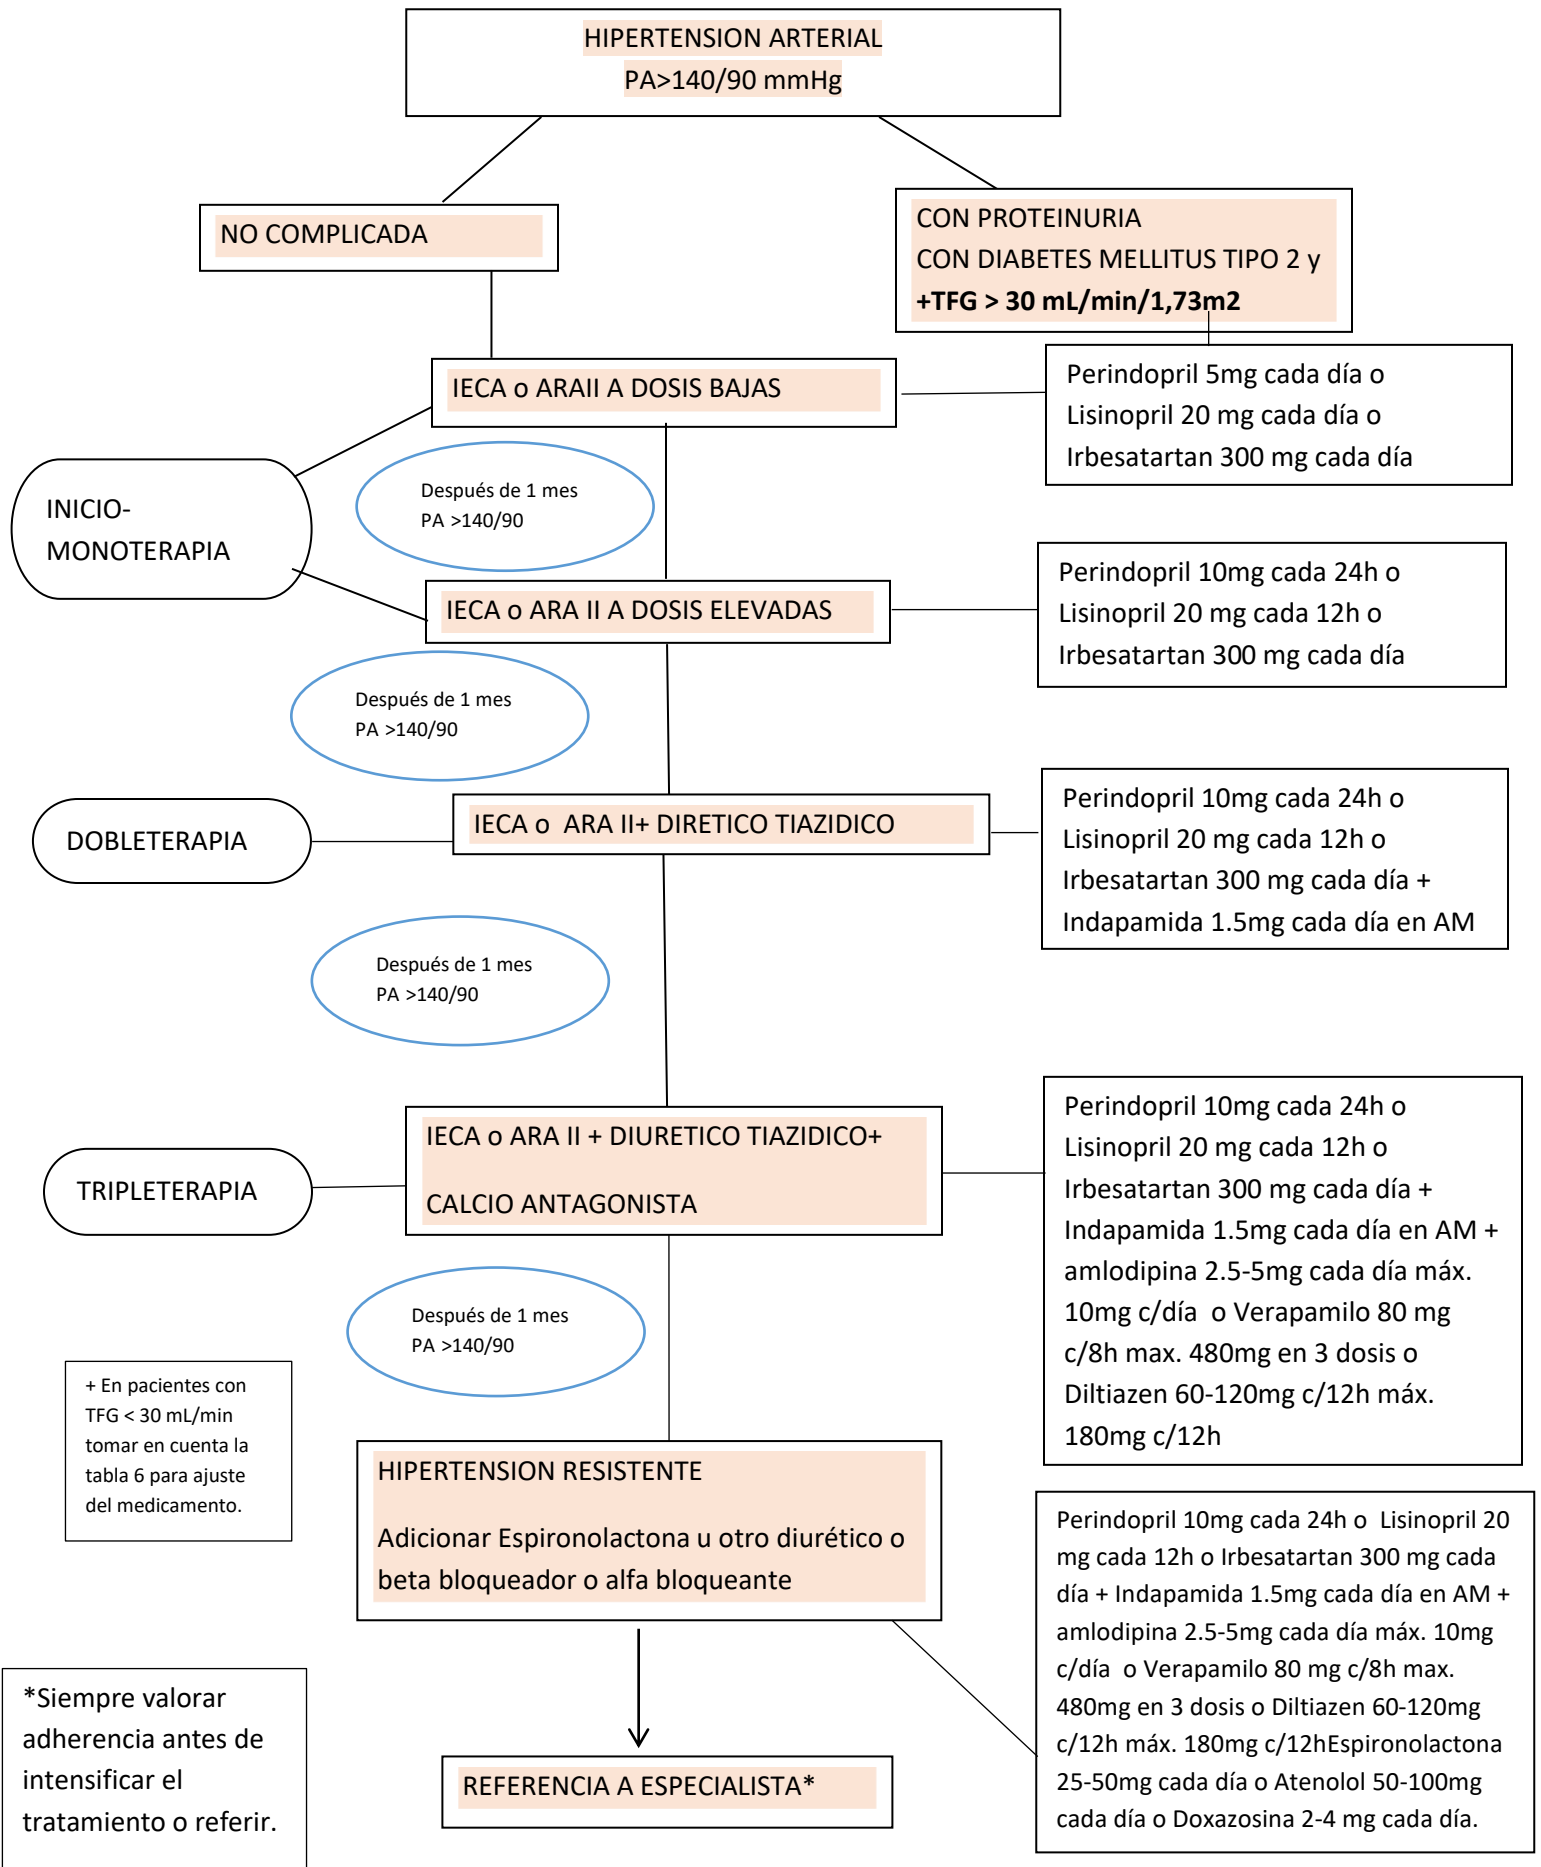 HIPERTENSION ARTERIAL
PA>140/90 mmHg
NO COMPLICADA
CON PROTEINURIA
CON DIABETES MELLITUS TIPO 2 y
+TFG > 30 mL/min/1,73m2
IECA o ARAII A DOSIS BAJAS
Perindopril 5mg cada día o
Lisinopril 20 mg cada día o
Irbesatartan 300 mg cada día
INICIO-
MONOTERAPIA
Después de 1 mes
PA >140/90
IECA o ARA II A DOSIS ELEVADAS
Perindopril 10mg cada 24h o
Lisinopril 20 mg cada 12h o
Irbesatartan 300 mg cada día
Después de 1 mes
PA >140/90
DOBLETERAPIA
IECA o  ARA II+ DIRETICO TIAZIDICO
Perindopril 10mg cada 24h o
Lisinopril 20 mg cada 12h o
Irbesatartan 300 mg cada día +
Indapamida 1.5mg cada día en AM
Después de 1 mes
PA >140/90
TRIPLETERAPIA
IECA o ARA II + DIURETICO TIAZIDICO+
CALCIO ANTAGONISTA
Perindopril 10mg cada 24h o
Lisinopril 20 mg cada 12h o
Irbesatartan 300 mg cada día +
Indapamida 1.5mg cada día en AM +
amlodipina 2.5-5mg cada día máx.
10mg c/día  o Verapamilo 80 mg
c/8h max. 480mg en 3 dosis o
Diltiazen 60-120mg c/12h máx.
180mg c/12h
Después de 1 mes
PA >140/90
+ En pacientes con
TFG < 30 mL/min
tomar en cuenta la
tabla 6 para ajuste
del medicamento.
HIPERTENSION RESISTENTE
Adicionar Espironolactona u otro diurético o
beta bloqueador o alfa bloqueante
Perindopril 10mg cada 24h o  Lisinopril 20
mg cada 12h o Irbesatartan 300 mg cada
día + Indapamida 1.5mg cada día en AM +
amlodipina 2.5-5mg cada día máx. 10mg
c/día  o Verapamilo 80 mg c/8h max.
480mg en 3 dosis o Diltiazen 60-120mg
c/12h máx. 180mg c/12hEspironolactona
25-50mg cada día o Atenolol 50-100mg
cada día o Doxazosina 2-4 mg cada día.
*Siempre valorar
adherencia antes de
intensificar el
tratamiento o referir.
REFERENCIA A ESPECIALISTA*